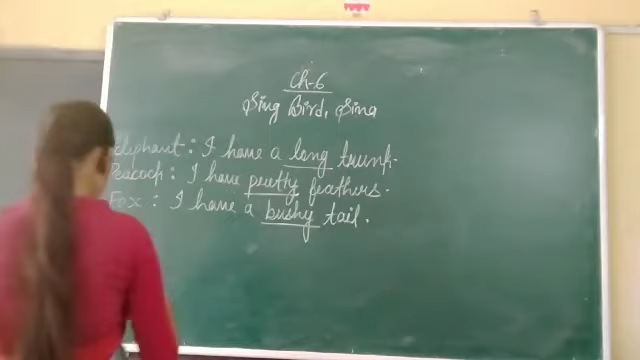 Ch-6
Sing Bird, Sing
Elephant : I have a long trunk.
Peacock : I have pretty feathers.
Fox : I have a bushy tail.